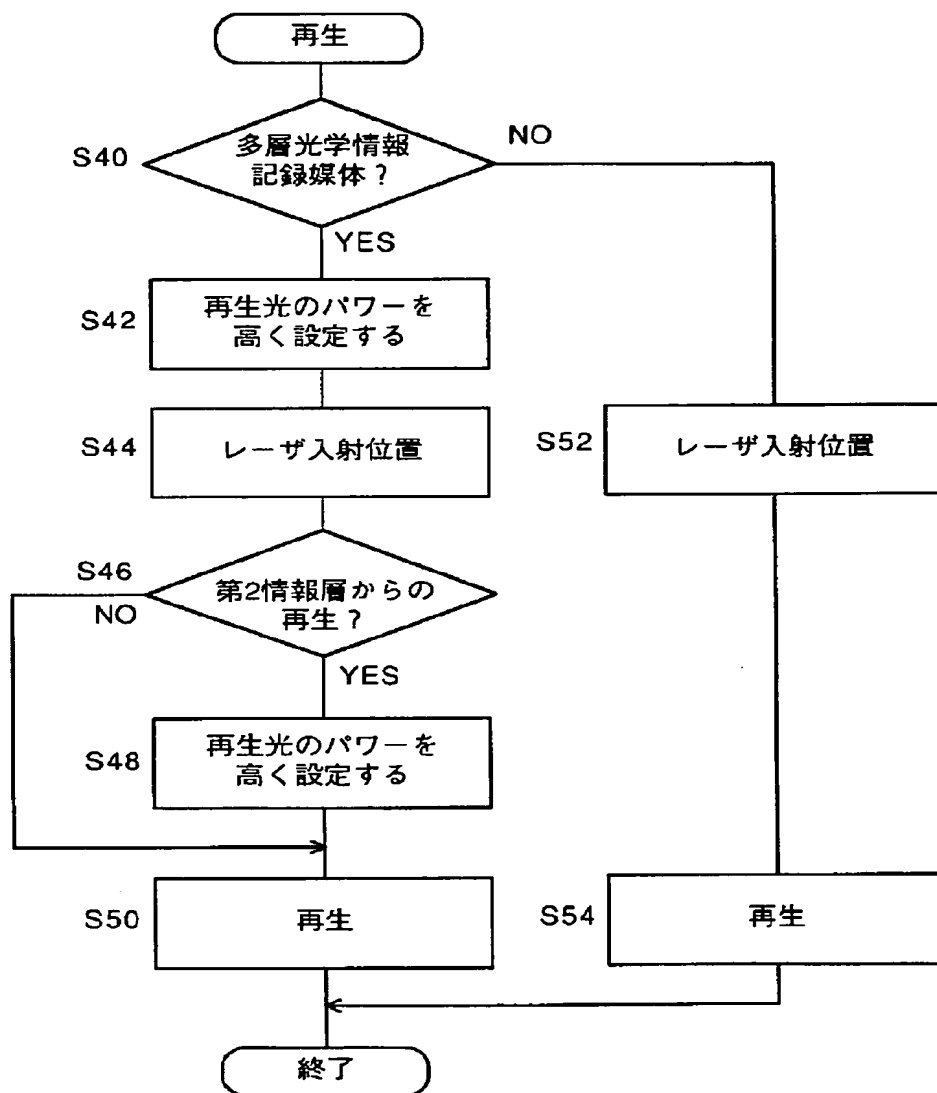 再生
S40
多層光学情報
記録媒体？
NO
YES
S42
再生光のパワーを
高く設定する
S44
レーザ入射位置
S52
レーザ入射位置
S46
NO
第2情報層からの
再生？
YES
S48
再生光のパワーを
高く設定する
S50
再生
S54
再生
終了